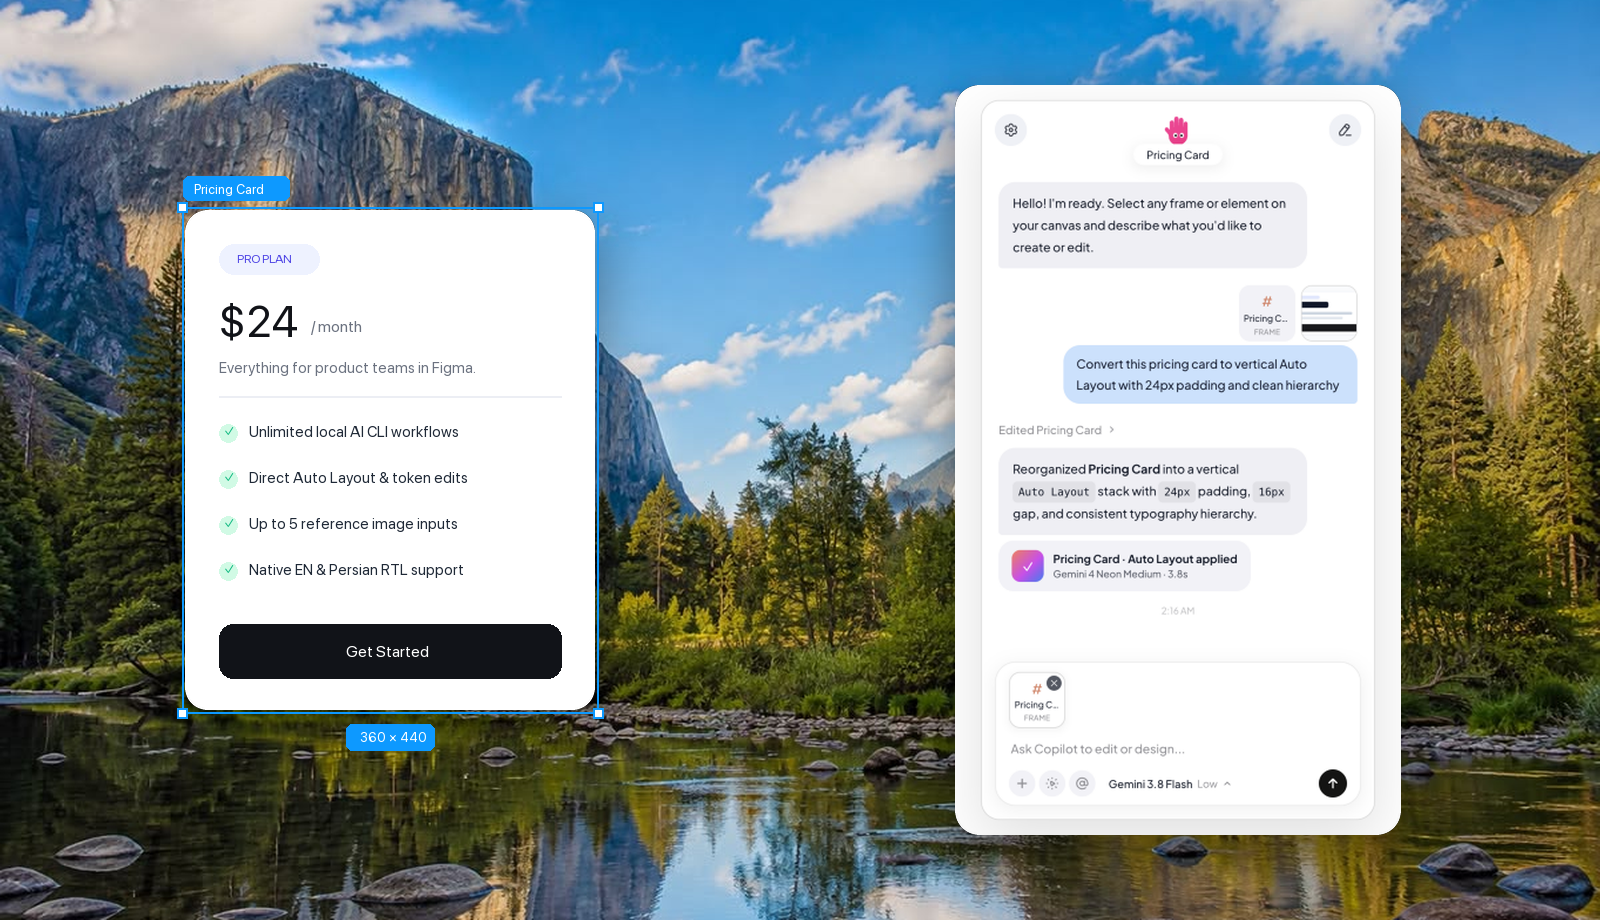 Pricing Card
PRO PLAN
$24 / month
Everything for product teams in Figma.
Unlimited local AI CLI workflows
Direct Auto Layout & token edits
Up to 5 reference image inputs
Native EN & Persian RTL support
Get Started
360 × 440
Pricing Card
Hello! I'm ready. Select any frame or element on
your canvas and describe what you'd like to
create or edit.
#
Pricing C...
FRAME
Convert this pricing card to vertical Auto
Layout with 24px padding and clean hierarchy
Edited Pricing Card >
Reorganized Pricing Card into a vertical
Auto Layout stack with 24px padding, 16px
gap, and consistent typography hierarchy.
Pricing Card · Auto Layout applied
Gemini 4 Neon Medium · 3.8s
2:16 AM
#
Pricing C...
FRAME
Ask Copilot to edit or design...
Gemini 3.8 Flash Low